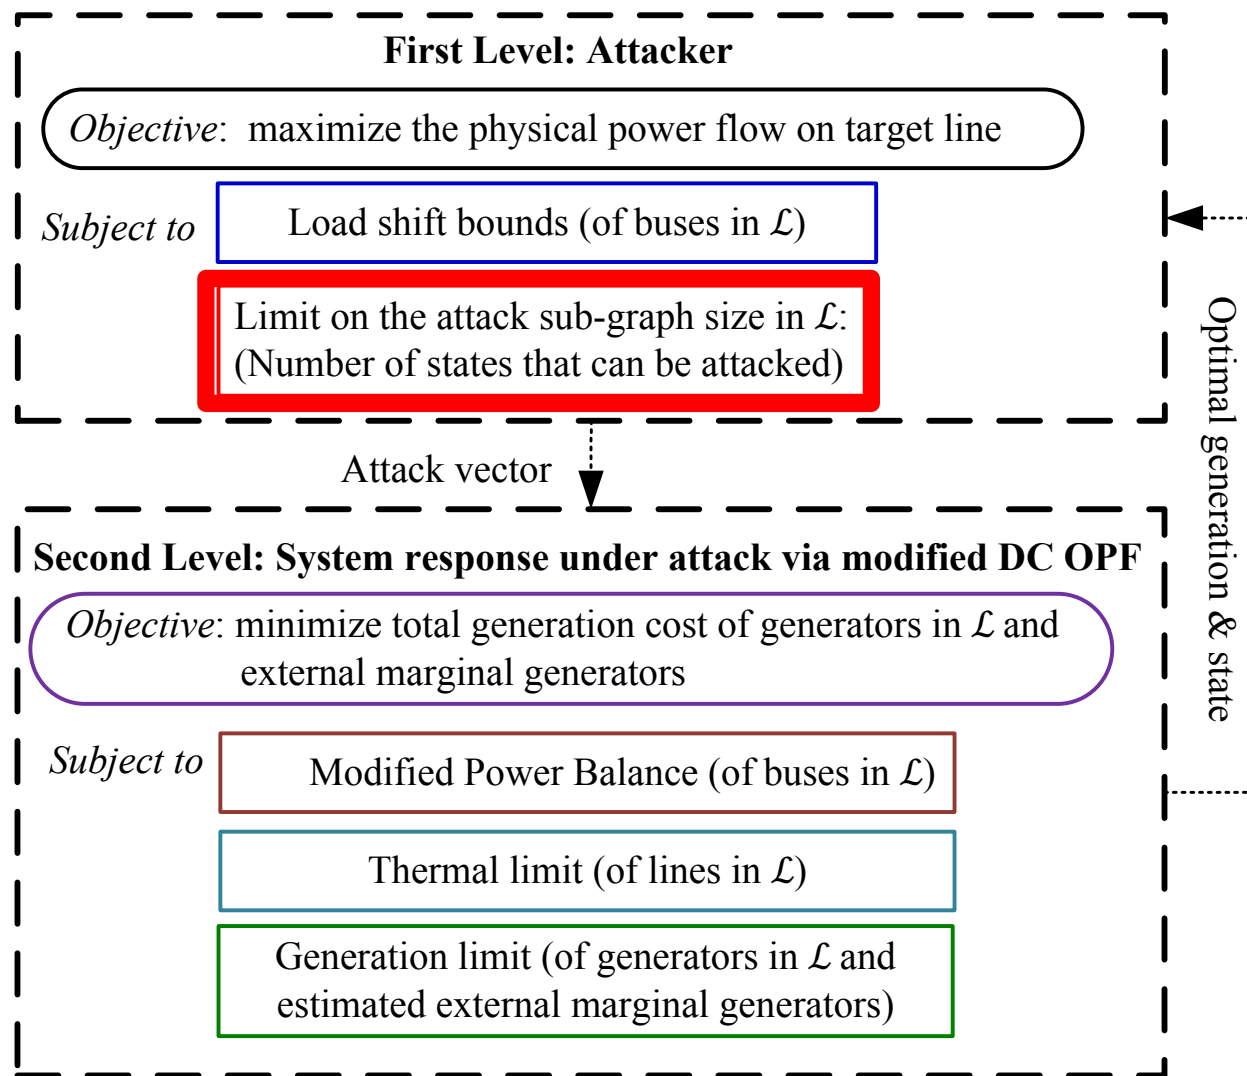 First Level: Attacker
Objective: maximize the physical power flow on target line
Subject to
Load shift bounds (of buses in ℒ)
Limit on the attack sub-graph size in ℒ:
(Number of states that can be attacked)
Attack vector
Optimal generation & state
Second Level: System response under attack via modified DC OPF
Objective: minimize total generation cost of generators in ℒ and
external marginal generators
Subject to
Modified Power Balance (of buses in ℒ)
Thermal limit (of lines in ℒ)
Generation limit (of generators in ℒ and
estimated external marginal generators)